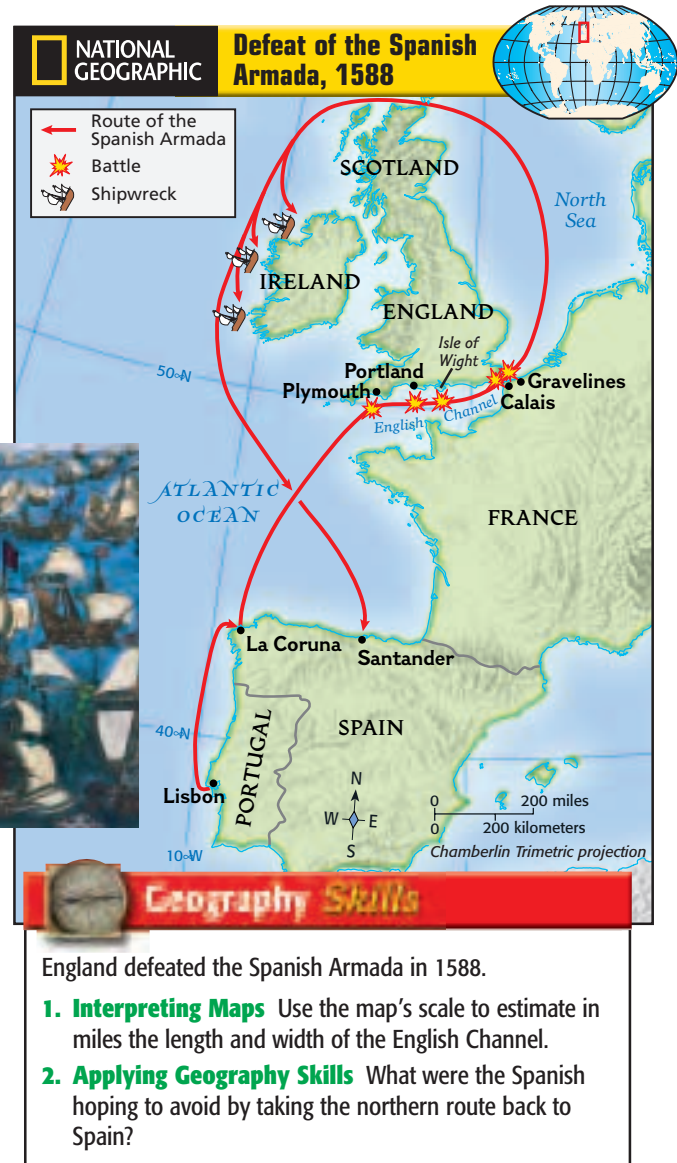 NATIONAL
GEOGRAPHIC
Defeat of the Spanish
Armada, 1588
Route of the
Spanish Armada
Battle
Shipwreck
SCOTLAND
North
Sea
IRELAND
ENGLAND
Isle of
Wight
50°N
Portland
Plymouth
Gravelines
Calais
English Channel
ATLANTIC
OCEAN
FRANCE
La Coruna
Santander
40°N
SPAIN
PORTUGAL
Lisbon
N
W E
S
0 200 miles
0 200 kilometers
Chamberlin Trimetric projection
10°W
Geography Skills
England defeated the Spanish Armada in 1588.
1. Interpreting Maps Use the map’s scale to estimate in
miles the length and width of the English Channel.
2. Applying Geography Skills What were the Spanish
hoping to avoid by taking the northern route back to
Spain?